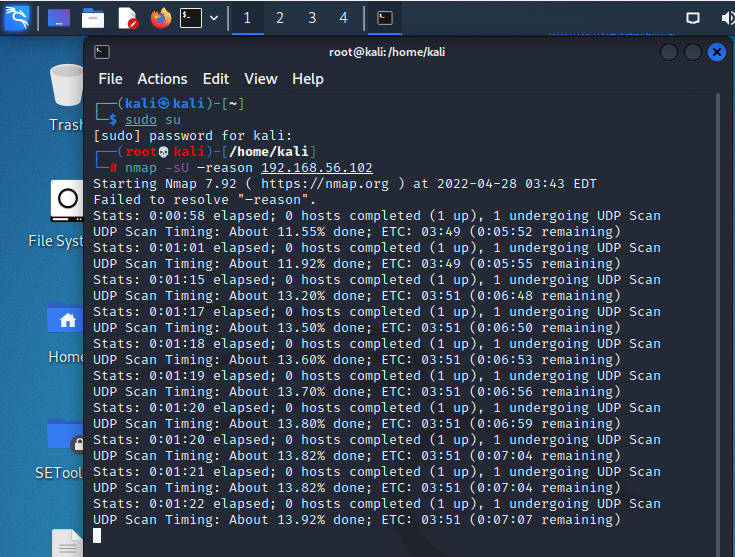 1 2 3 4
root@kali:/home/kali
File Actions Edit View Help
Trash
File Syst
Home
SETool
┌──(kali㉿kali)-[~]
└─$ sudo su
[sudo] password for kali:
┌──(root💀kali)-[/home/kali]
└─# nmap -sU –reason 192.168.56.102
Starting Nmap 7.92 ( https://nmap.org ) at 2022-04-28 03:43 EDT
Failed to resolve "–reason".
Stats: 0:00:58 elapsed; 0 hosts completed (1 up), 1 undergoing UDP Scan
UDP Scan Timing: About 11.55% done; ETC: 03:49 (0:05:52 remaining)
Stats: 0:01:01 elapsed; 0 hosts completed (1 up), 1 undergoing UDP Scan
UDP Scan Timing: About 11.92% done; ETC: 03:49 (0:05:55 remaining)
Stats: 0:01:15 elapsed; 0 hosts completed (1 up), 1 undergoing UDP Scan
UDP Scan Timing: About 13.20% done; ETC: 03:51 (0:06:48 remaining)
Stats: 0:01:17 elapsed; 0 hosts completed (1 up), 1 undergoing UDP Scan
UDP Scan Timing: About 13.50% done; ETC: 03:51 (0:06:50 remaining)
Stats: 0:01:18 elapsed; 0 hosts completed (1 up), 1 undergoing UDP Scan
UDP Scan Timing: About 13.60% done; ETC: 03:51 (0:06:53 remaining)
Stats: 0:01:19 elapsed; 0 hosts completed (1 up), 1 undergoing UDP Scan
UDP Scan Timing: About 13.70% done; ETC: 03:51 (0:06:56 remaining)
Stats: 0:01:20 elapsed; 0 hosts completed (1 up), 1 undergoing UDP Scan
UDP Scan Timing: About 13.80% done; ETC: 03:51 (0:06:59 remaining)
Stats: 0:01:20 elapsed; 0 hosts completed (1 up), 1 undergoing UDP Scan
UDP Scan Timing: About 13.82% done; ETC: 03:51 (0:07:04 remaining)
Stats: 0:01:21 elapsed; 0 hosts completed (1 up), 1 undergoing UDP Scan
UDP Scan Timing: About 13.82% done; ETC: 03:51 (0:07:04 remaining)
Stats: 0:01:22 elapsed; 0 hosts completed (1 up), 1 undergoing UDP Scan
UDP Scan Timing: About 13.92% done; ETC: 03:51 (0:07:07 remaining)